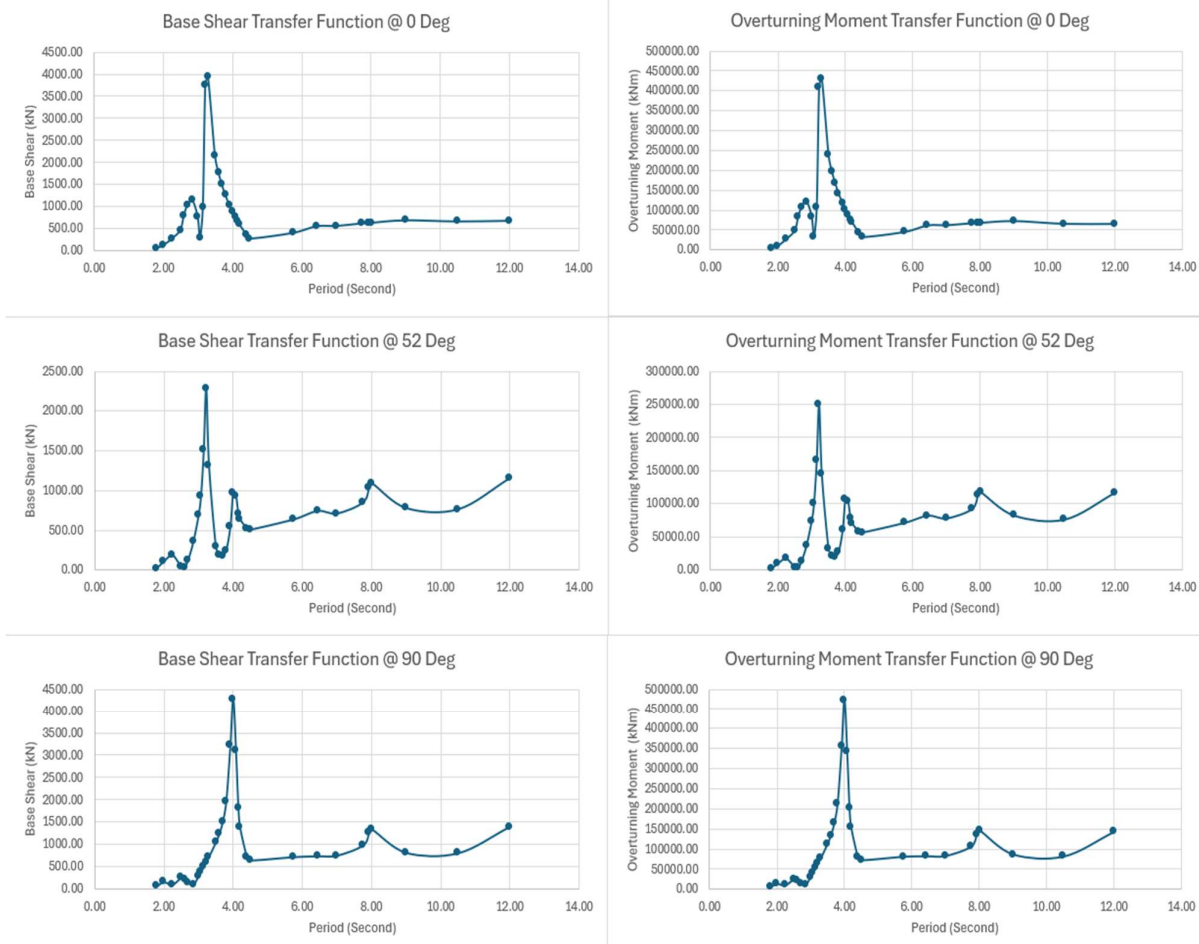 Base Shear Transfer Function @ 0 Deg
4500.00
4000.00
3500.00
3000.00
2500.00
2000.00
1500.00
1000.00
500.00
0.00
Base Shear (kN)
0.00 2.00 4.00 6.00 8.00 10.00 12.00 14.00
Period (Second)
Overturning Moment Transfer Function @ 0 Deg
500000.00
450000.00
400000.00
350000.00
300000.00
250000.00
200000.00
150000.00
100000.00
50000.00
0.00
Overturning Moment (kNm)
0.00 2.00 4.00 6.00 8.00 10.00 12.00 14.00
Period (Second)
Base Shear Transfer Function @ 52 Deg
2500.00
2000.00
1500.00
1000.00
500.00
0.00
Base Shear (kN)
0.00 2.00 4.00 6.00 8.00 10.00 12.00 14.00
Period (Second)
Overturning Moment Transfer Function @ 52 Deg
300000.00
250000.00
200000.00
150000.00
100000.00
50000.00
0.00
Overturning Moment (kNm)
0.00 2.00 4.00 6.00 8.00 10.00 12.00 14.00
Period (Second)
Base Shear Transfer Function @ 90 Deg
4500.00
4000.00
3500.00
3000.00
2500.00
2000.00
1500.00
1000.00
500.00
0.00
Base Shear (kN)
0.00 2.00 4.00 6.00 8.00 10.00 12.00 14.00
Period (Second)
Overturning Moment Transfer Function @ 90 Deg
500000.00
450000.00
400000.00
350000.00
300000.00
250000.00
200000.00
150000.00
100000.00
50000.00
0.00
Overturning Moment (kNm)
0.00 2.00 4.00 6.00 8.00 10.00 12.00 14.00
Period (Second)